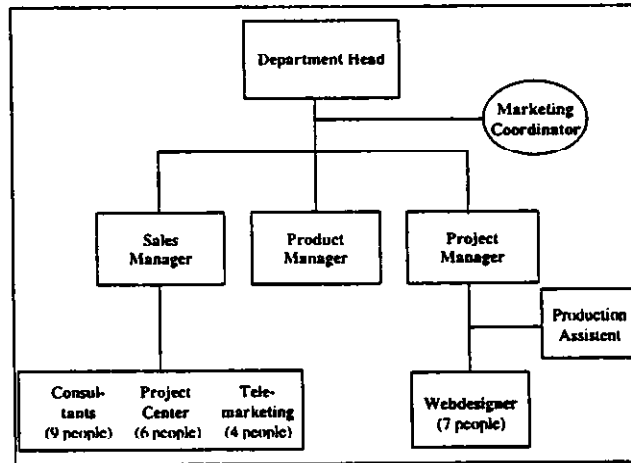 Department Head
Marketing
Coordinator
Sales
Manager
Product
Manager
Project
Manager
Production
Assistent
Consul-
tants
(9 people)
Project
Center
(6 people)
Tele-
marketing
(4 people)
Webdesigner
(7 people)